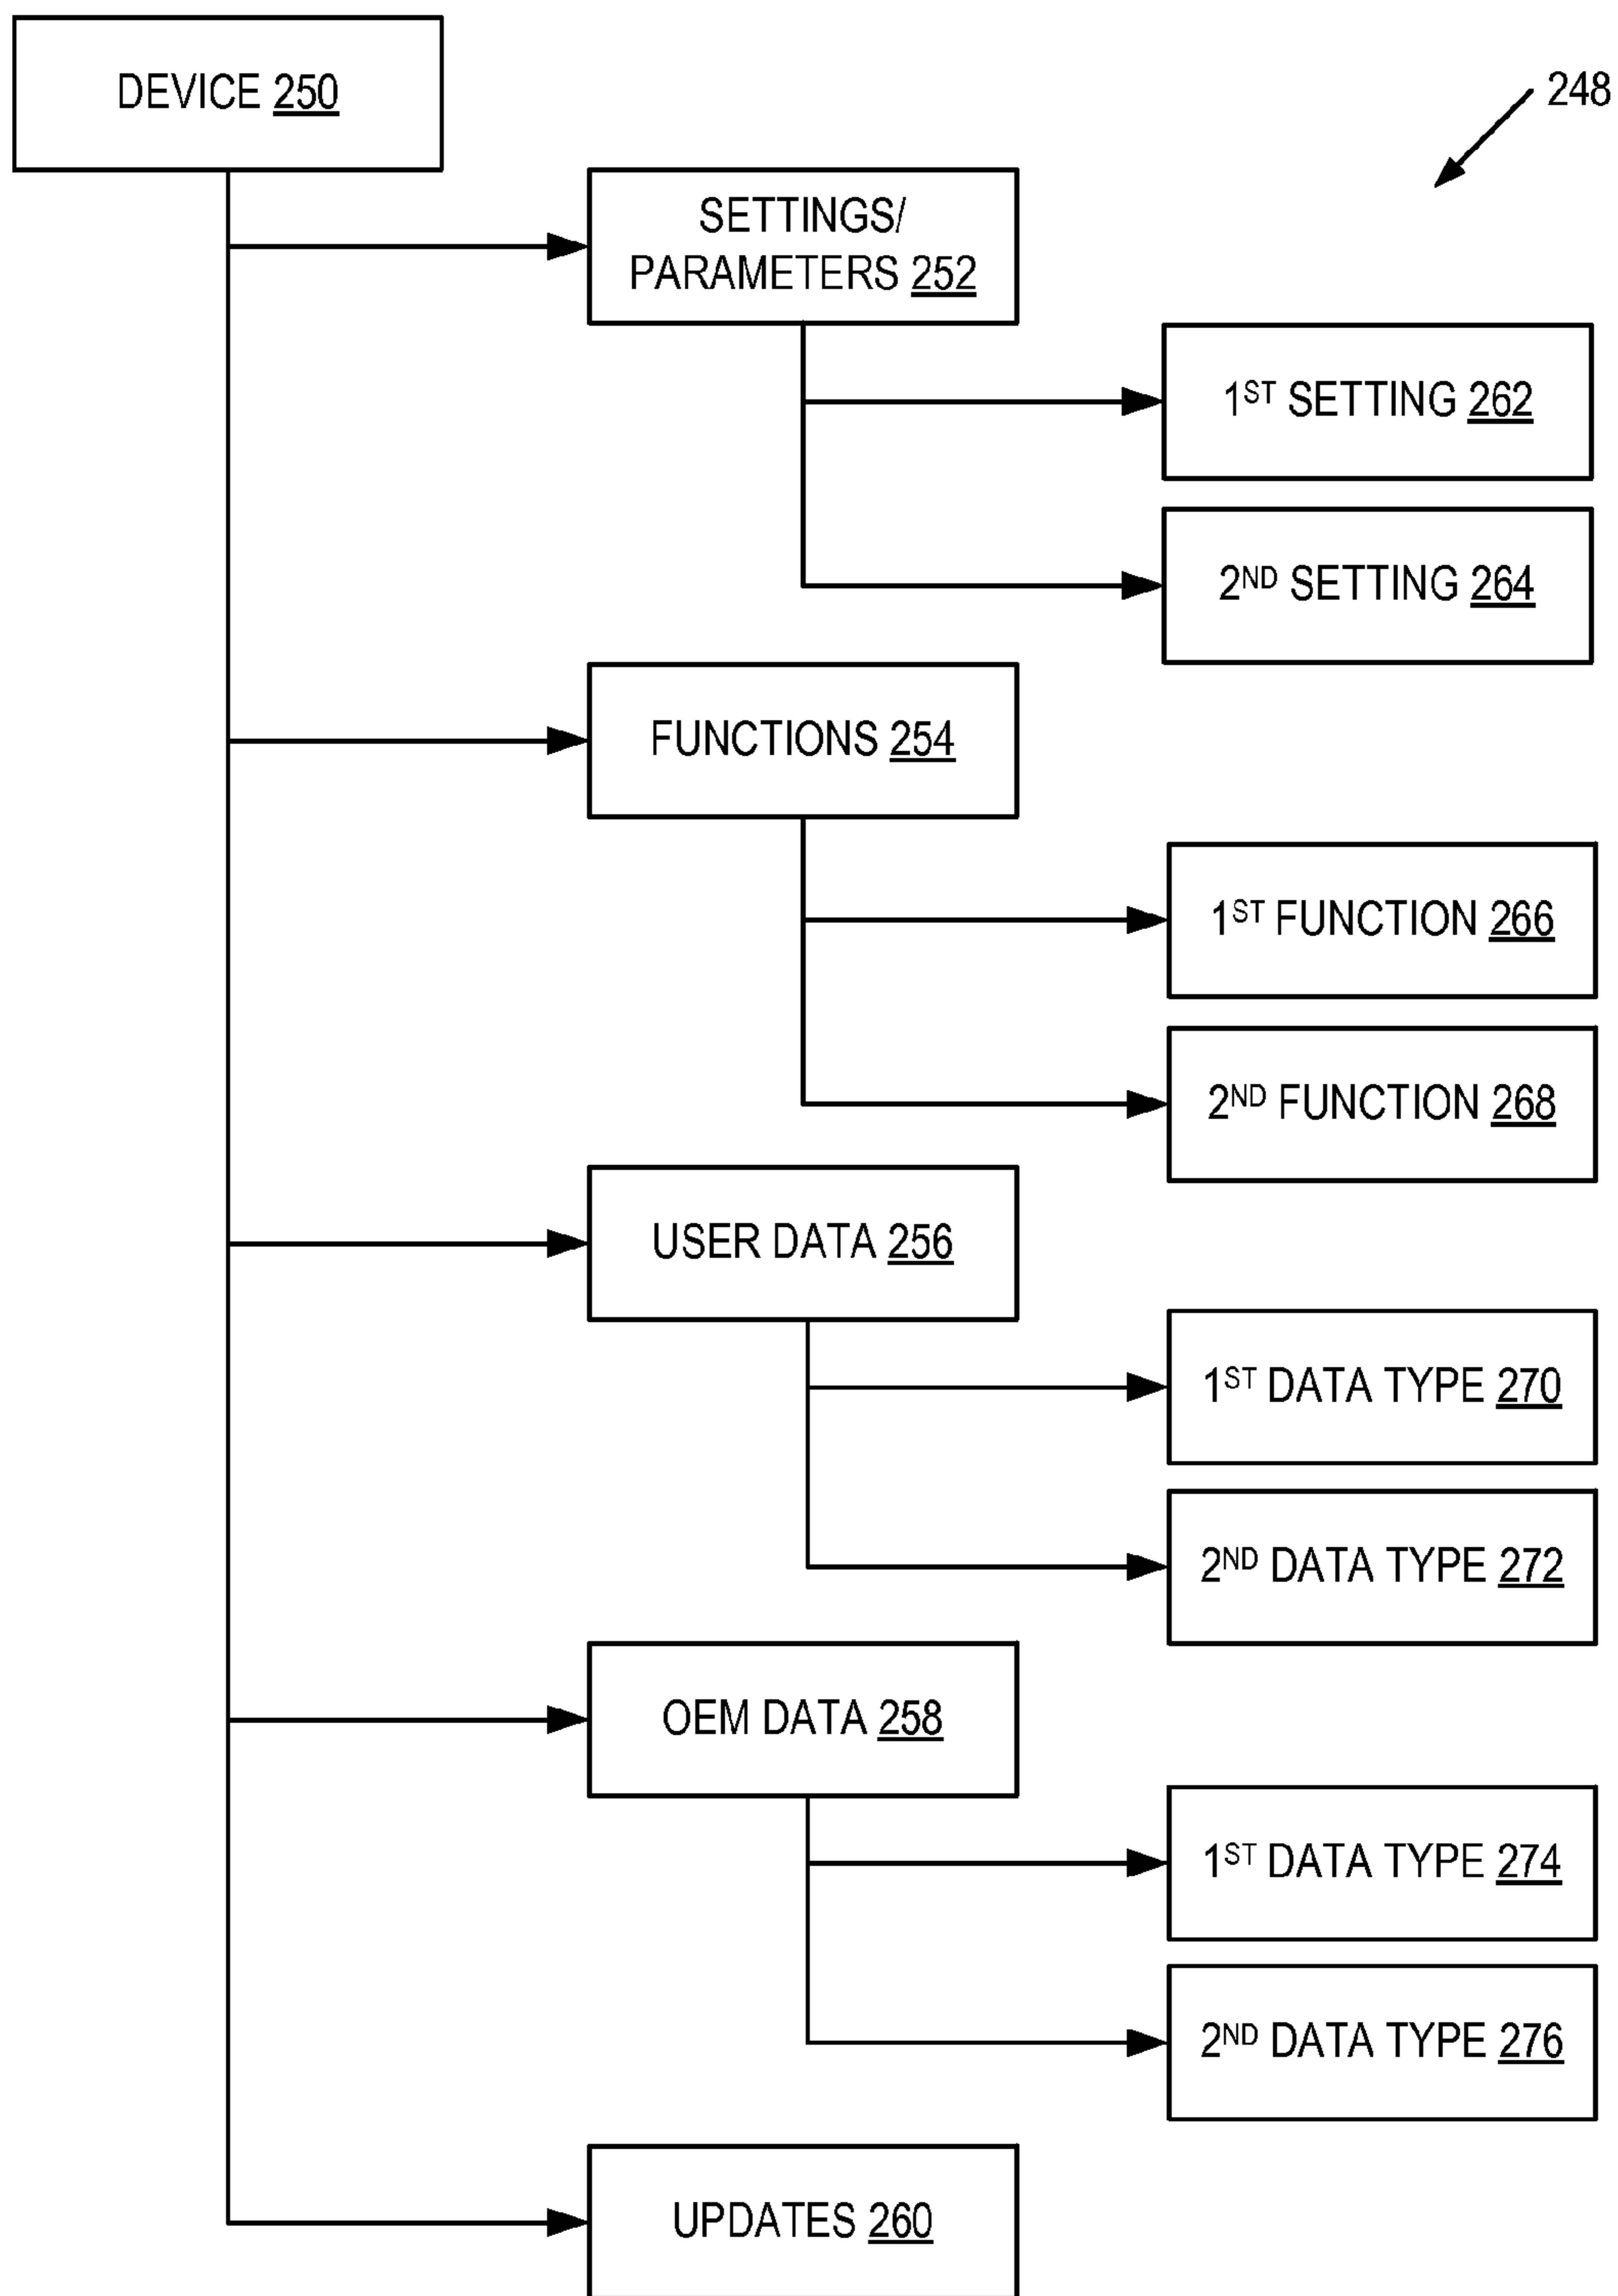 DEVICE 250
248
SETTINGS/
PARAMETERS 252
1ST SETTING 262
2ND SETTING 264
FUNCTIONS 254
1ST FUNCTION 266
2ND FUNCTION 268
USER DATA 256
1ST DATA TYPE 270
2ND DATA TYPE 272
OEM DATA 258
1ST DATA TYPE 274
2ND DATA TYPE 276
UPDATES 260